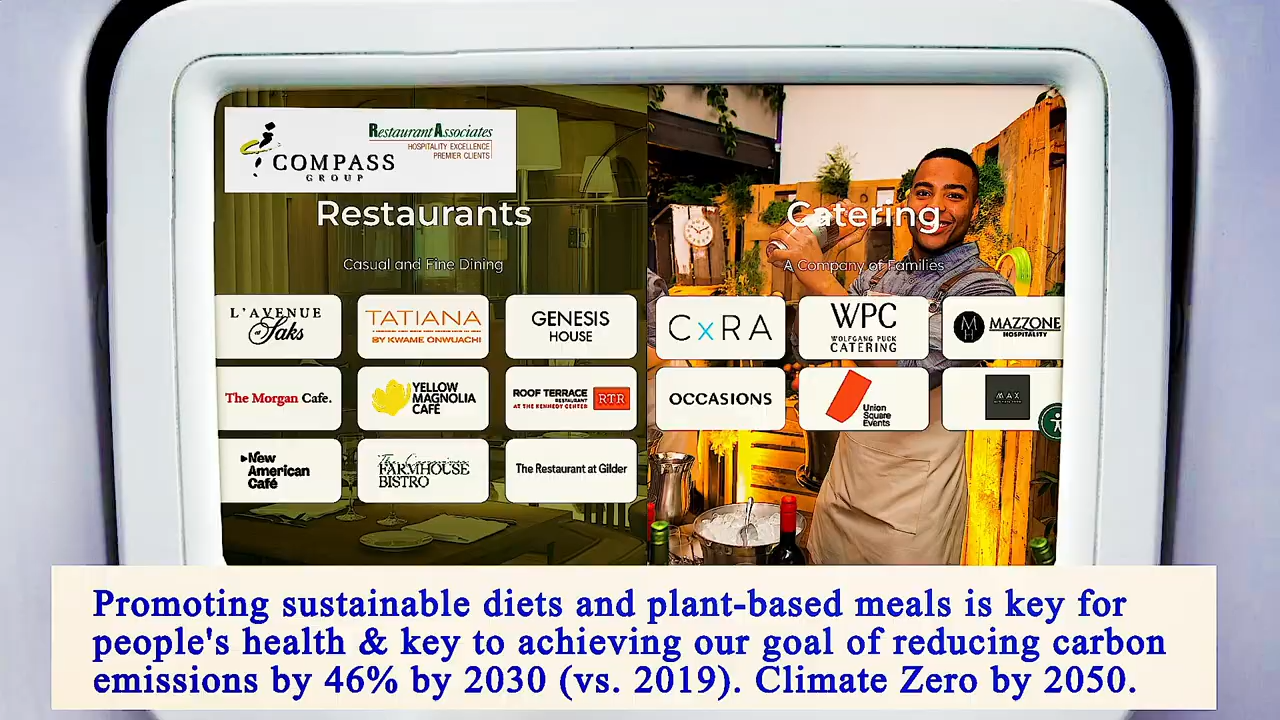 COMPASS
GROUP
Restaurant Associates
HOSPITALITY EXCELLENCE
PREMIER CLIENTS
Restaurants
Casual and Fine Dining
L'AVENUE
at Saks
TATIANA
BY KWAME ONWUACHI
GENESIS
HOUSE
The Morgan Cafe.
YELLOW
MAGNOLIA
CAFÉ
ROOF TERRACE
RESTAURANT
AT THE KENNEDY CENTER
RTR
New
American
Café
The
FARMHOUSE
BISTRO
The Restaurant at Gilder
Catering
A Company of Families
CxRA
WPC
WOLFGANG PUCK
CATERING
MH
MAZZONE
HOSPITALITY
OCCASIONS
Union
Square
Events
MAX
Promoting sustainable diets and plant-based meals is key for
people's health & key to achieving our goal of reducing carbon
emissions by 46% by 2030 (vs. 2019). Climate Zero by 2050.